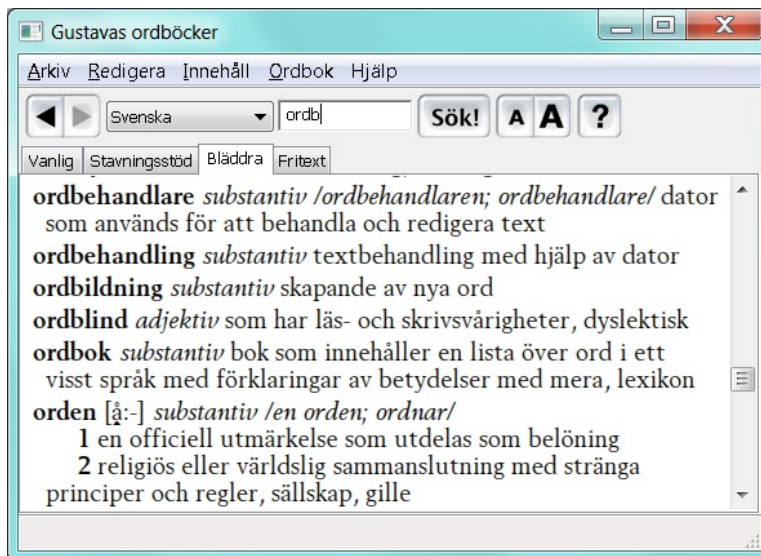 Gustavas ordböcker
Arkiv Redigera Innehåll Ordbok Hjälp
Svenska ordb Sök! A A ?
Vanlig Stavningsstöd Bläddra Fritext
ordbehandlare substantiv /ordbehandlaren; ordbehandlare/ dator
som används för att behandla och redigera text
ordbehandling substantiv textbehandling med hjälp av dator
ordbildning substantiv skapande av nya ord
ordblind adjektiv som har läs- och skrivsvårigheter, dyslektisk
ordbok substantiv bok som innehåller en lista över ord i ett
visst språk med förklaringar av betydelser med mera, lexikon
orden [å:-] substantiv /en orden; ordnar/
1 en officiell utmärkelse som utdelas som belöning
2 religiös eller världslig sammanslutning med stränga
principer och regler, sällskap, gille